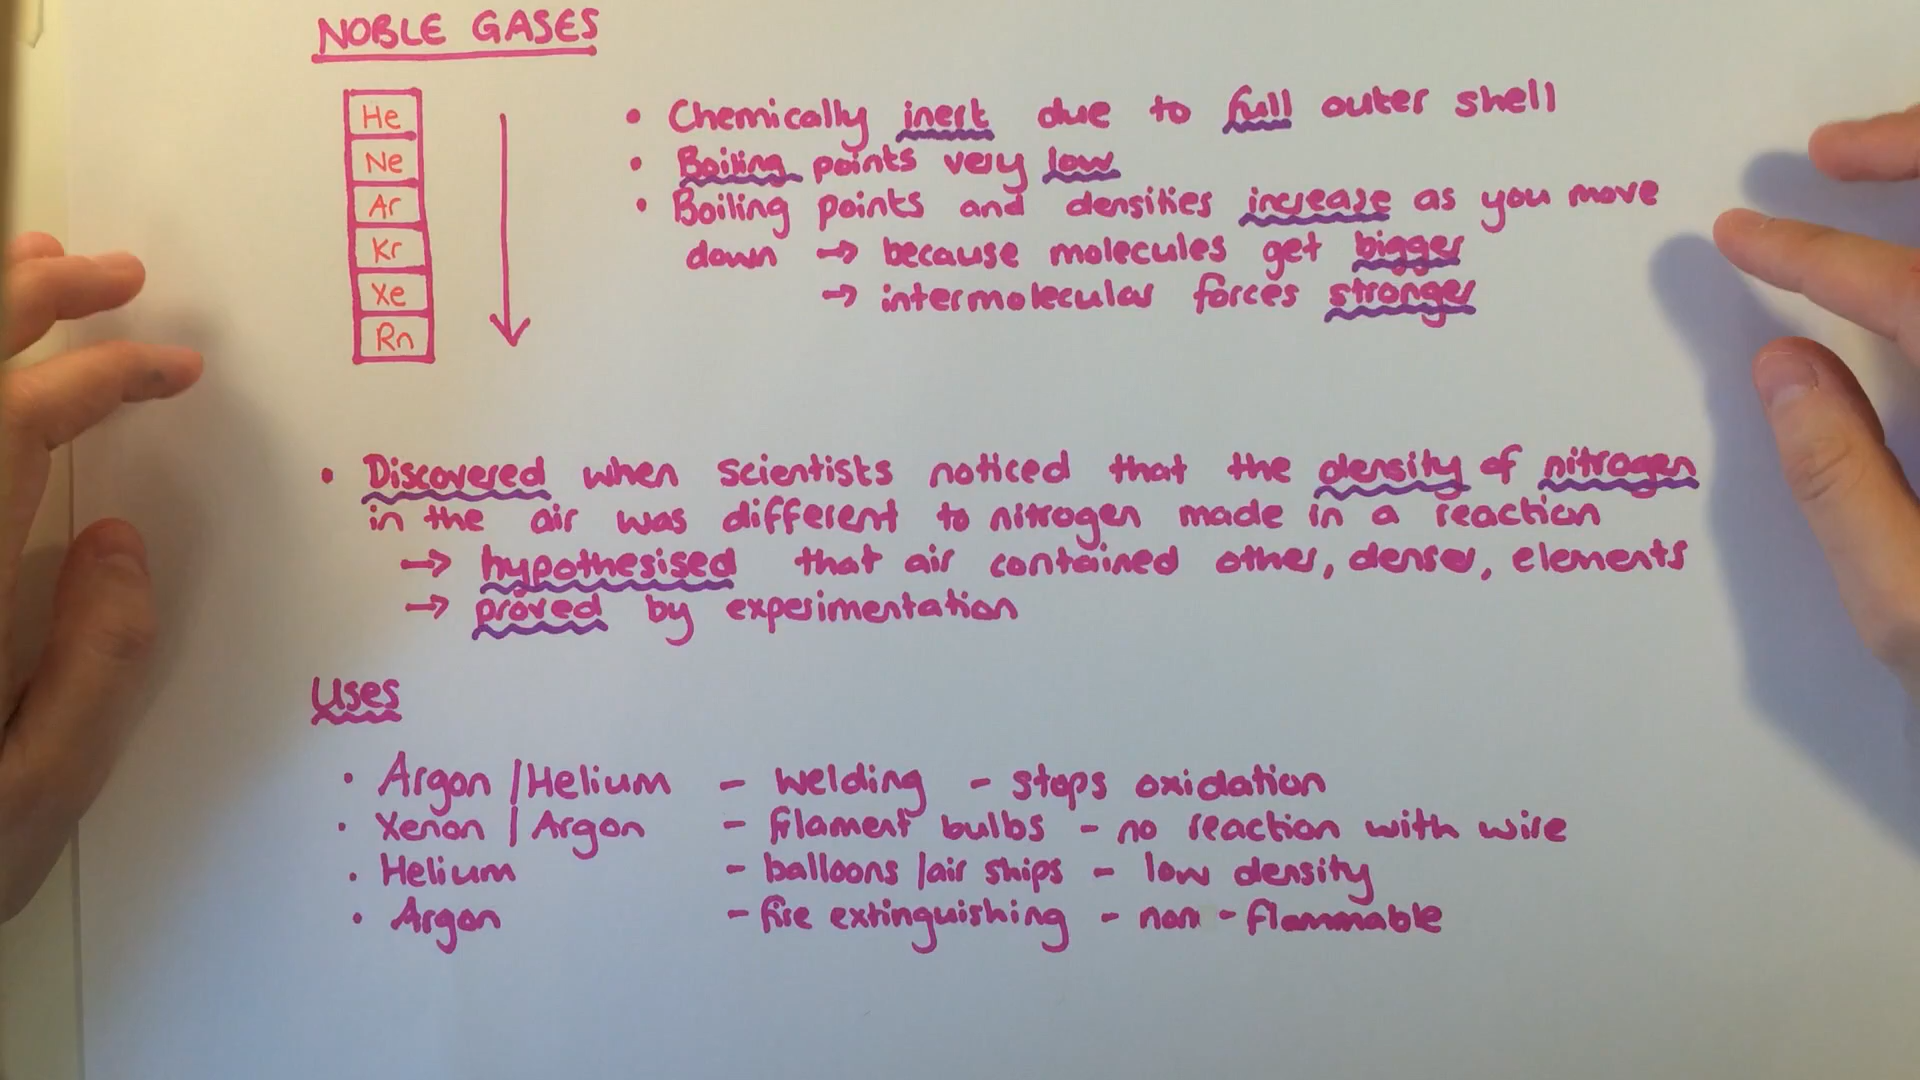 NOBLE GASES
He
Ne
Ar
Kr
Xe
Rn
• Chemically inert due to full outer shell
• Boiling points very low
• Boiling points and densities increase as you move
down → because molecules get bigger
→ intermolecular forces stronger
• Discovered when scientists noticed that the density of nitrogen
in the air was different to nitrogen made in a reaction
→ hypothesised that air contained other, denser, elements
→ proved by experimentation
Uses
• Argon / Helium - welding - stops oxidation
• Xenon / Argon - filament bulbs - no reaction with wire
• Helium - balloons / air ships - low density
• Argon - fire extinguishing - non - flammable